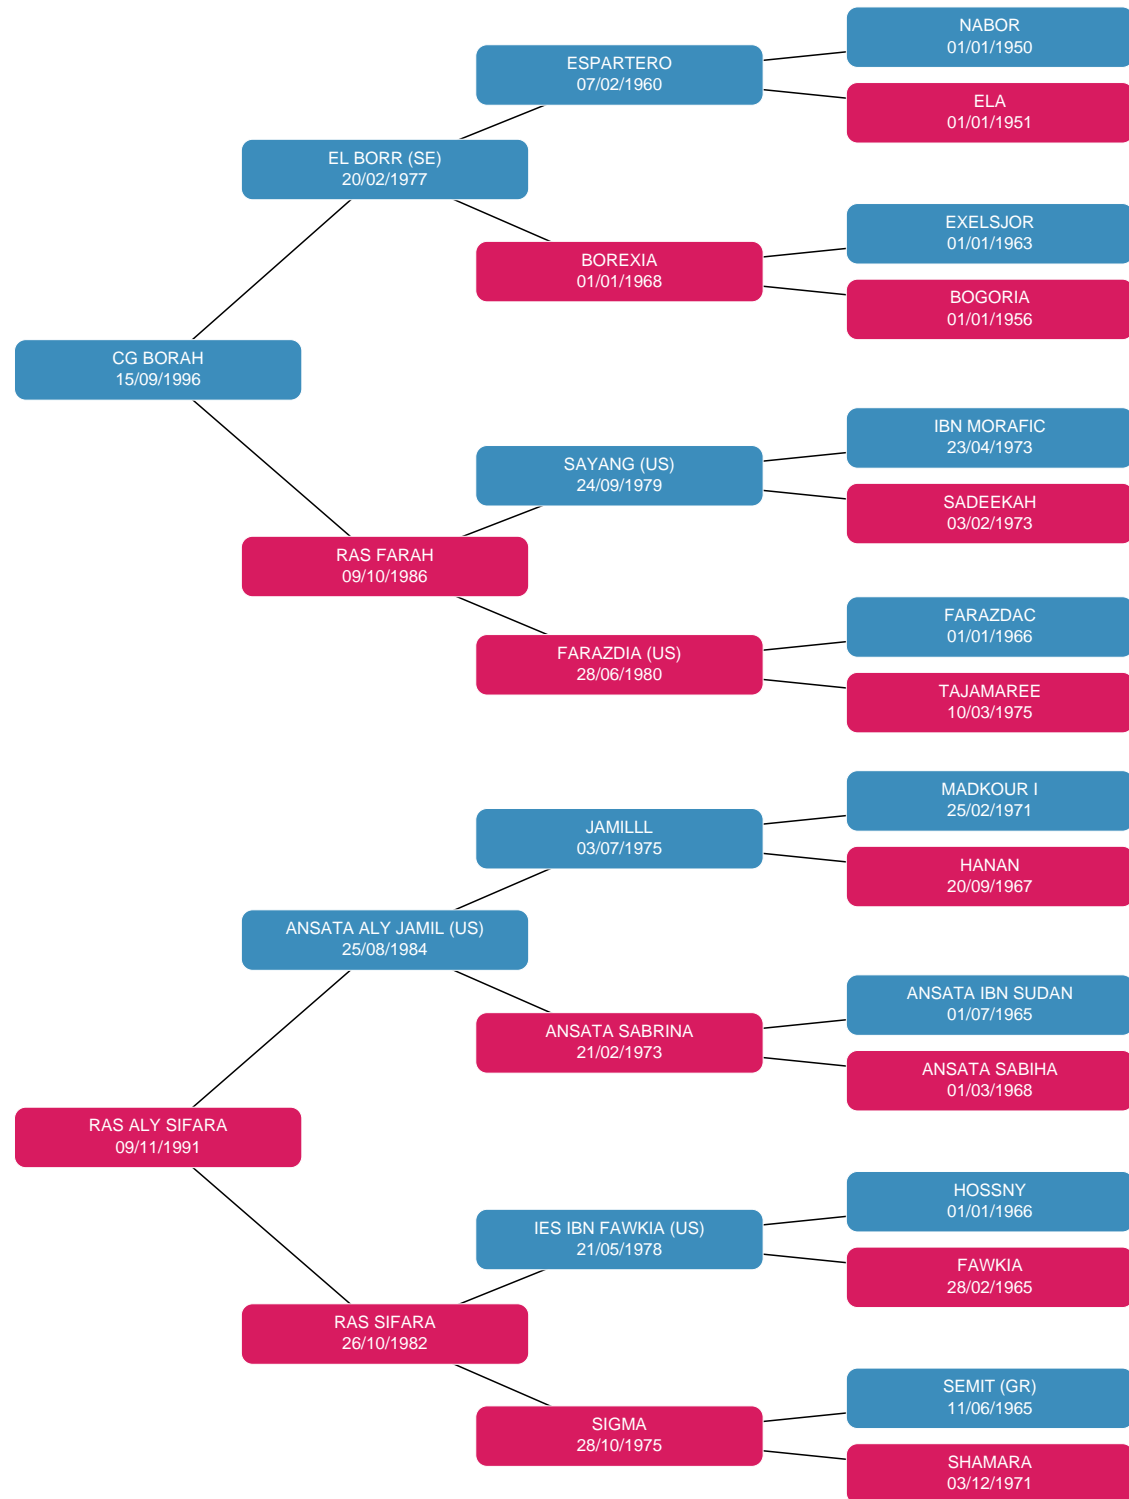 NABOR
01/01/1950
ESPARTERO
07/02/1960
ELA
01/01/1951
EL BORR (SE)
20/02/1977
EXELSJOR
01/01/1963
BOREXIA
01/01/1968
BOGORIA
01/01/1956
CG BORAH
15/09/1996
IBN MORAFIC
23/04/1973
SAYANG (US)
24/09/1979
SADEEKAH
03/02/1973
RAS FARAH
09/10/1986
FARAZDAC
01/01/1966
FARAZDIA (US)
28/06/1980
TAJAMAREE
10/03/1975
MADKOUR I
25/02/1971
JAMILLL
03/07/1975
HANAN
20/09/1967
ANSATA ALY JAMIL (US)
25/08/1984
ANSATA IBN SUDAN
01/07/1965
ANSATA SABRINA
21/02/1973
ANSATA SABIHA
01/03/1968
RAS ALY SIFARA
09/11/1991
HOSSNY
01/01/1966
IES IBN FAWKIA (US)
21/05/1978
FAWKIA
28/02/1965
RAS SIFARA
26/10/1982
SEMIT (GR)
11/06/1965
SIGMA
28/10/1975
SHAMARA
03/12/1971